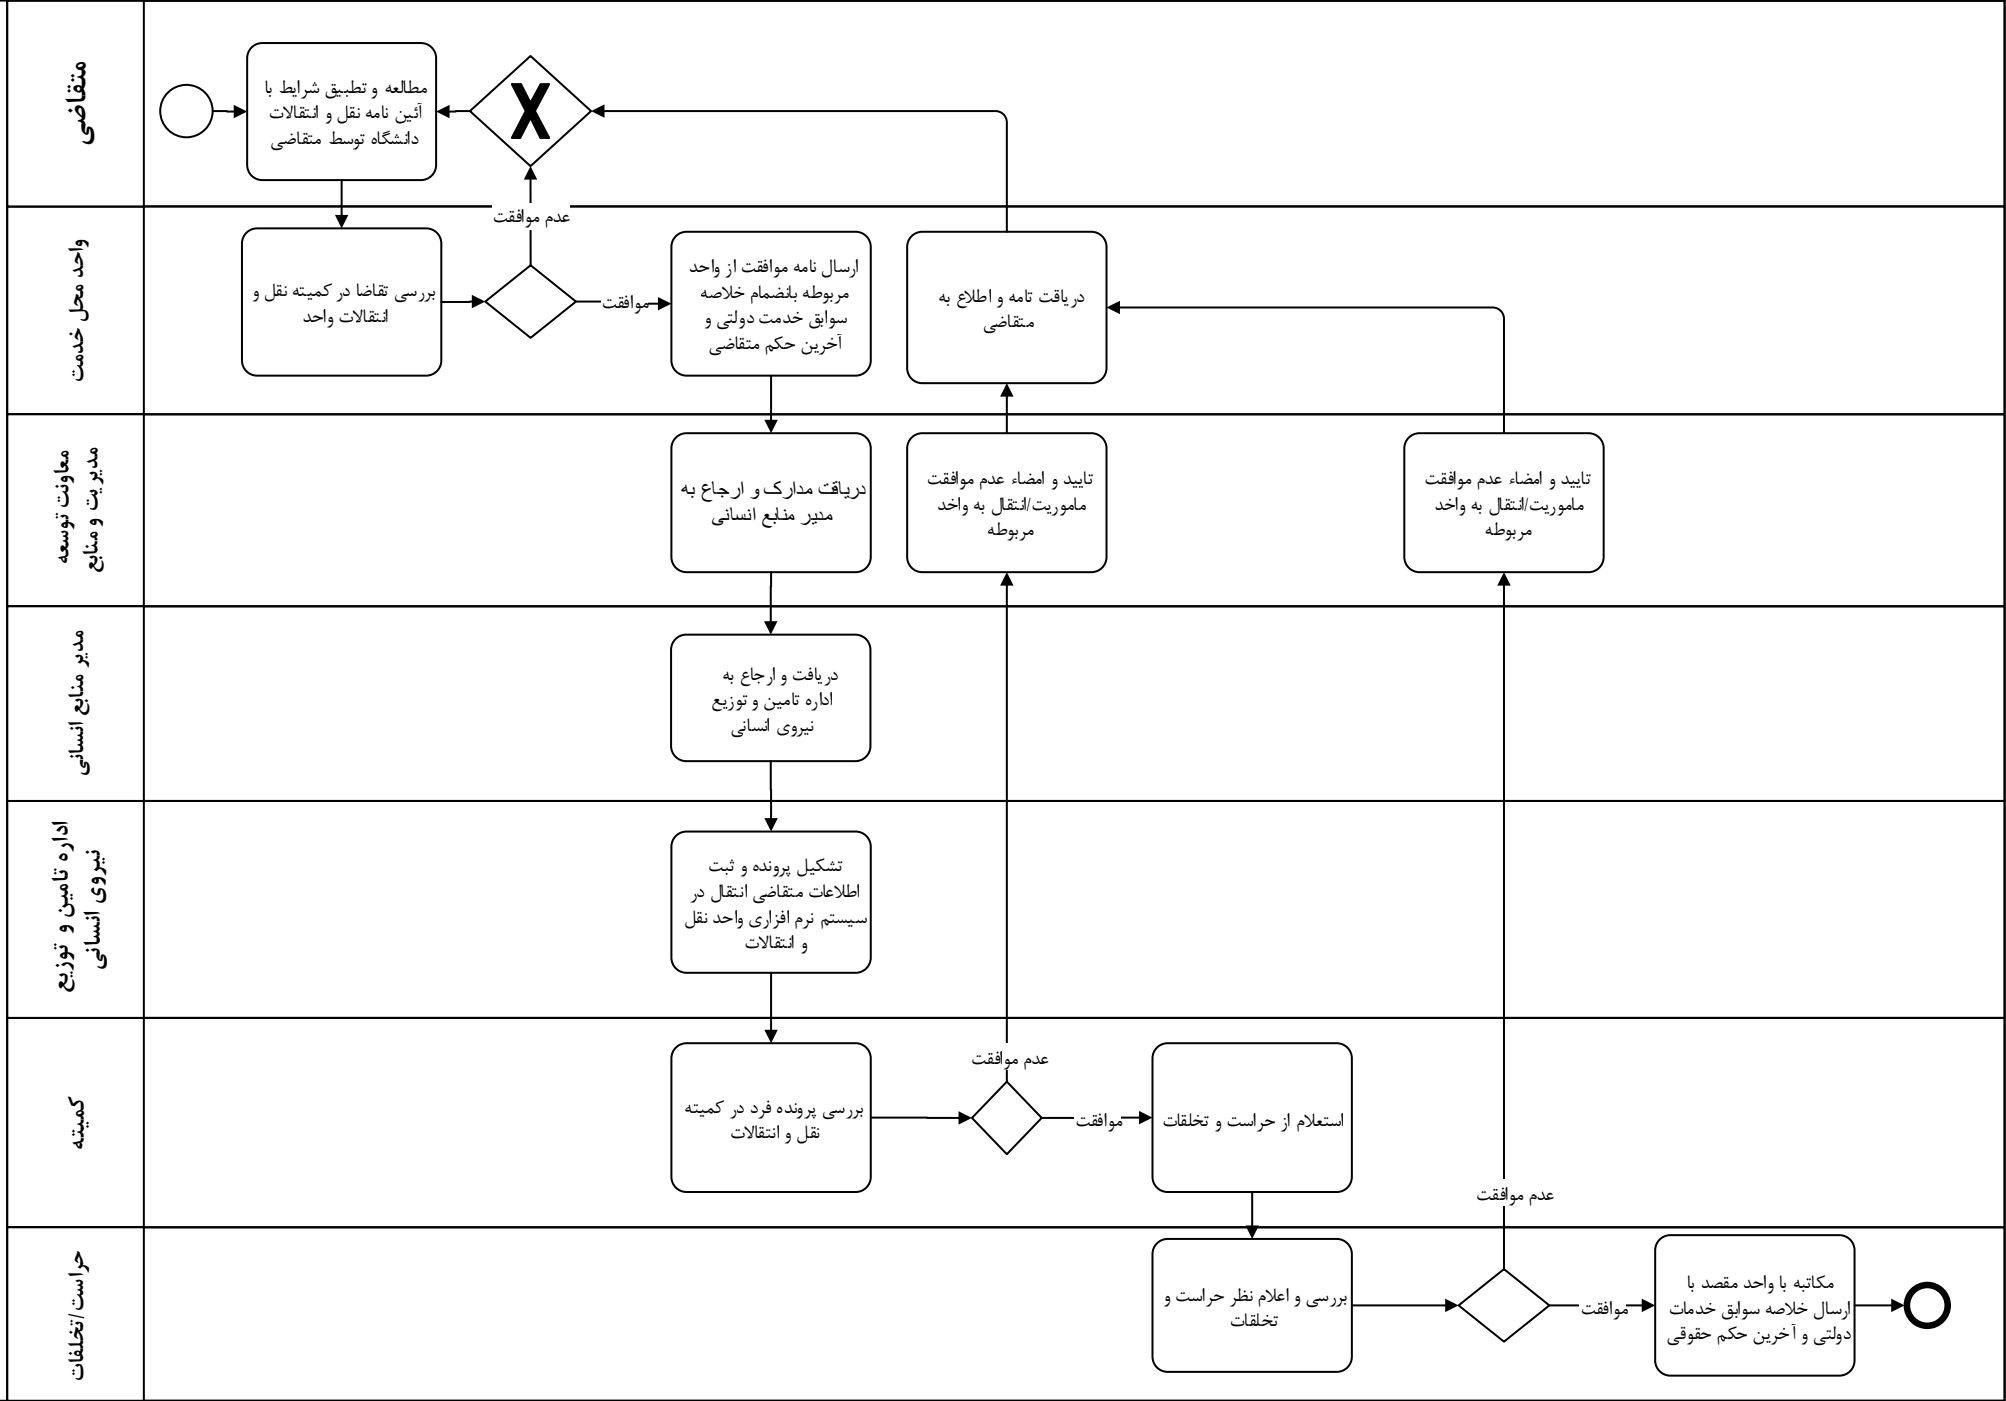 متقاضی
مطالعه و تطبیق شرایط با
آئین نامه نقل و انتقالات
دانشگاه توسط متقاضی
X
واحد محل خدمت
بررسی تقاضا در کمیته نقل و
انتقالات واحد
عدم موافقت
موافقت
ارسال نامه موافقت از واحد
مربوطه بانضمام خلاصه
سوابق خدمت دولتی و
آخرین حکم متقاضی
دریاقت تامه و اطلاع به
متقاضی
معاونت توسعه
مدیریت و منابع
دریاقت مدارک و ارجاع به
مدیر منابع انسانی
تایید و امضاء عدم موافقت
ماموریت/انتقال به واخد
مربوطه
تایید و امضاء عدم موافقت
ماموریت/انتقال به واخد
مربوطه
مدیر منابع انسانی
دریافت و ارجاع به
اداره تامین و توزیع
نیروی انسانی
اداره تامین و توزیع
نیروی انسانی
تشکیل پرونده و ثبت
اطلاعات متقاضی انتقال در
سیستم نرم افزاری واحد نقل
و انتقالات
کمیته
بررسی پرونده فرد در کمیته
نقل و انتقالات
عدم موافقت
موافقت
استعلام از حراست و تخلقات
عدم موافقت
حراست/تخلفات
بررسی و اعلام نظر حراست و
تخلقات
موافقت
مکاتبه با واحد مقصد با
ارسال خلاصه سوابق خدمات
دولتی و آخرین حکم حقوقی